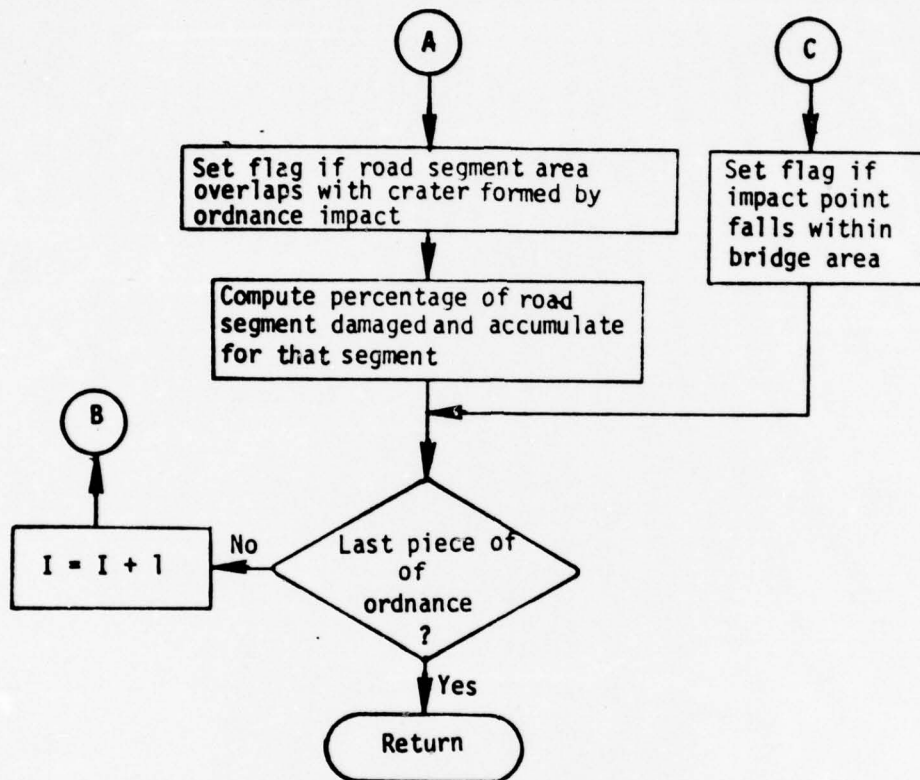 A
C
Set flag if road segment area
overlaps with crater formed by
ordnance impact
Set flag if
impact point
falls within
bridge area
Compute percentage of road
segment damaged and accumulate
for that segment
B
I = I + 1
No
Last piece of
of
ordnance
?
Yes
Return